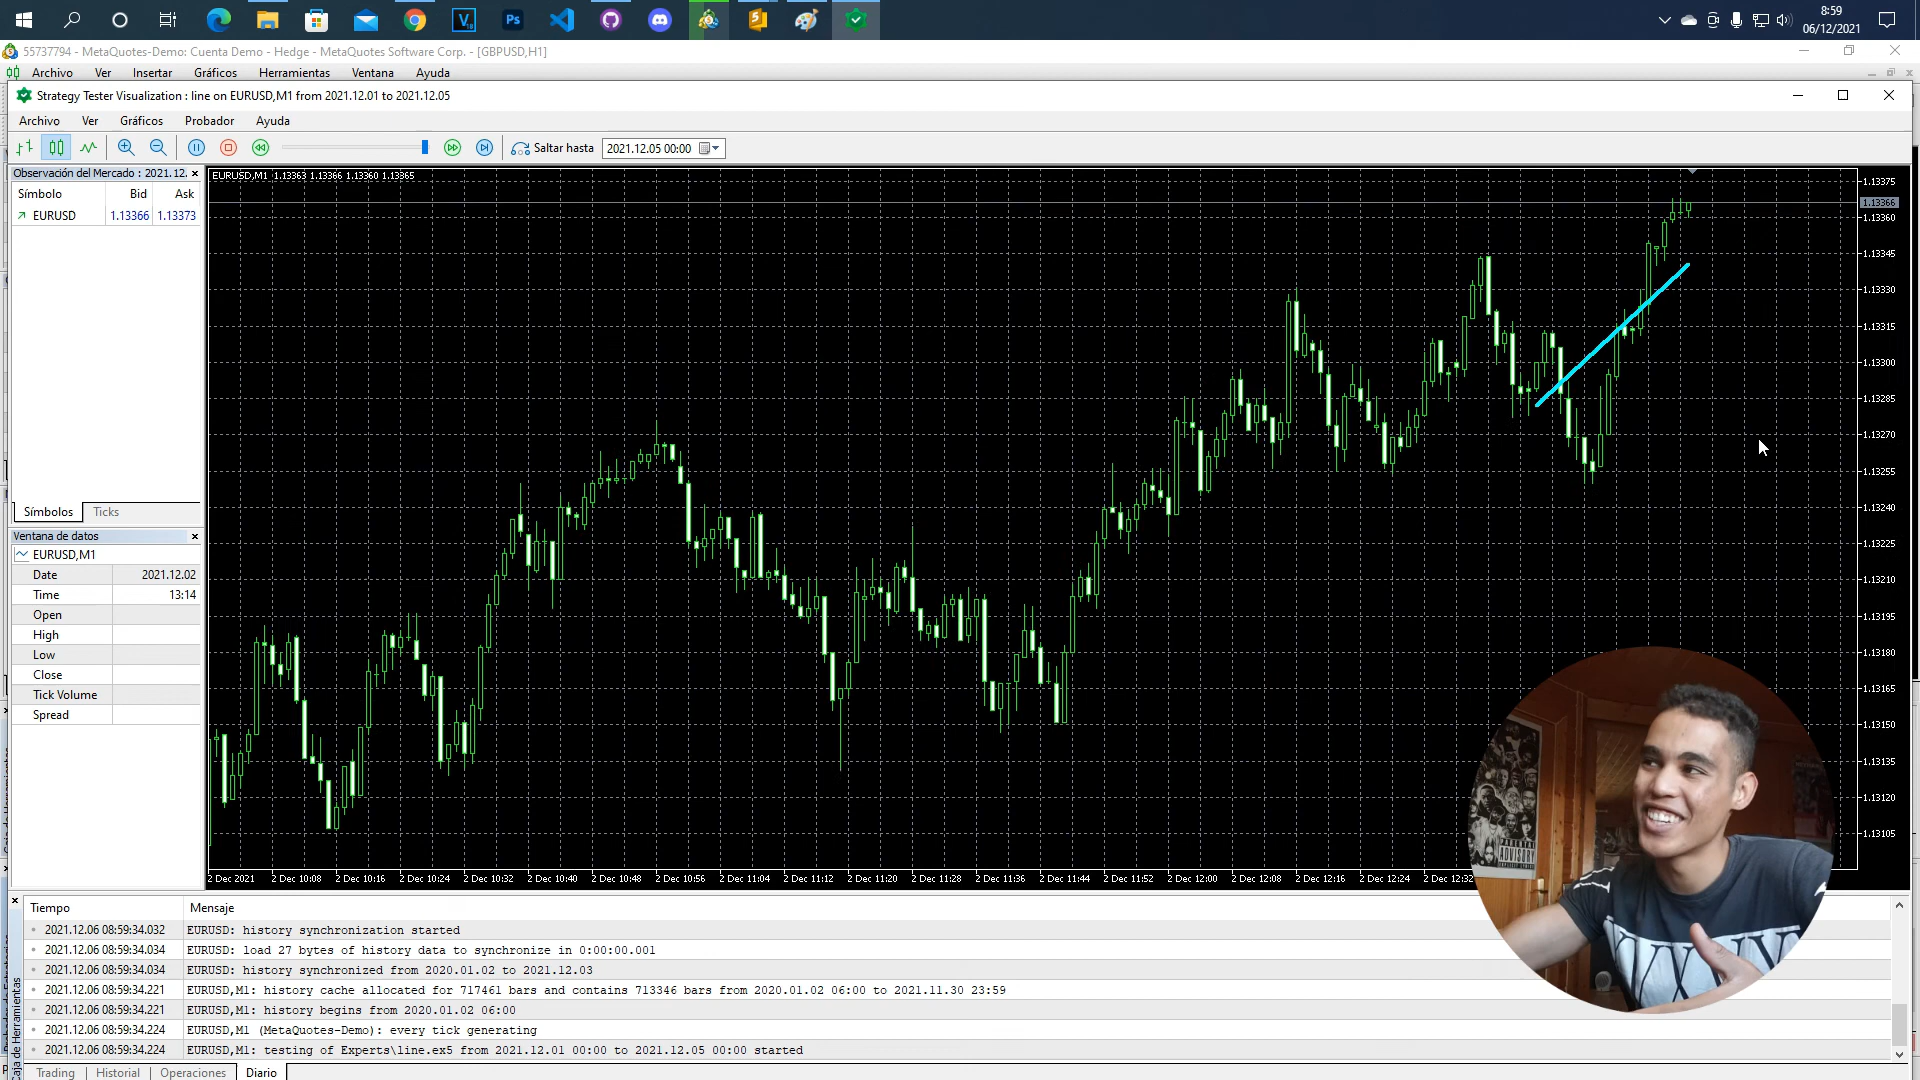 8:59
06/12/2021
55737794 - MetaQuotes-Demo: Cuenta Demo - Hedge - MetaQuotes Software Corp. - [GBPUSD,H1]
Archivo Ver Insertar Gráficos Herramientas Ventana Ayuda
Strategy Tester Visualization : line on EURUSD,M1 from 2021.12.01 to 2021.12.05
Archivo Ver Gráficos Probador Ayuda
Saltar hasta 2021.12.05 00:00
Observación del Mercado : 2021.12.
Símbolo Bid Ask
EURUSD 1.13366 1.13373
Símbolos Ticks
Ventana de datos
EURUSD,M1
Date 2021.12.02
Time 13:14
Open
High
Low
Close
Tick Volume
Spread
EURUSD,M1 1.13363 1.13366 1.13360 1.13365
1.13375
1.13366
1.13360
1.13345
1.13330
1.13315
1.13300
1.13285
1.13270
1.13255
1.13240
1.13225
1.13210
1.13195
1.13180
1.13165
1.13150
1.13135
1.13120
1.13105
2 Dec 2021 2 Dec 10:08 2 Dec 10:16 2 Dec 10:24 2 Dec 10:32 2 Dec 10:40 2 Dec 10:48 2 Dec 10:56 2 Dec 11:04 2 Dec 11:12 2 Dec 11:20 2 Dec 11:28 2 Dec 11:36 2 Dec 11:44 2 Dec 11:52 2 Dec 12:00 2 Dec 12:08 2 Dec 12:16 2 Dec 12:24 2 Dec 12:32
PARENTAL
ADVISORY
Tiempo Mensaje
2021.12.06 08:59:34.032 EURUSD: history synchronization started
2021.12.06 08:59:34.034 EURUSD: load 27 bytes of history data to synchronize in 0:00:00.001
2021.12.06 08:59:34.034 EURUSD: history synchronized from 2020.01.02 to 2021.12.03
2021.12.06 08:59:34.221 EURUSD,M1: history cache allocated for 717461 bars and contains 713346 bars from 2020.01.02 06:00 to 2021.11.30 23:59
2021.12.06 08:59:34.221 EURUSD,M1: history begins from 2020.01.02 06:00
2021.12.06 08:59:34.224 EURUSD,M1 (MetaQuotes-Demo): every tick generating
2021.12.06 08:59:34.224 EURUSD,M1: testing of Experts\line.ex5 from 2021.12.01 00:00 to 2021.12.05 00:00 started
Caja de Herramientas
Trading Historial Operaciones Diario